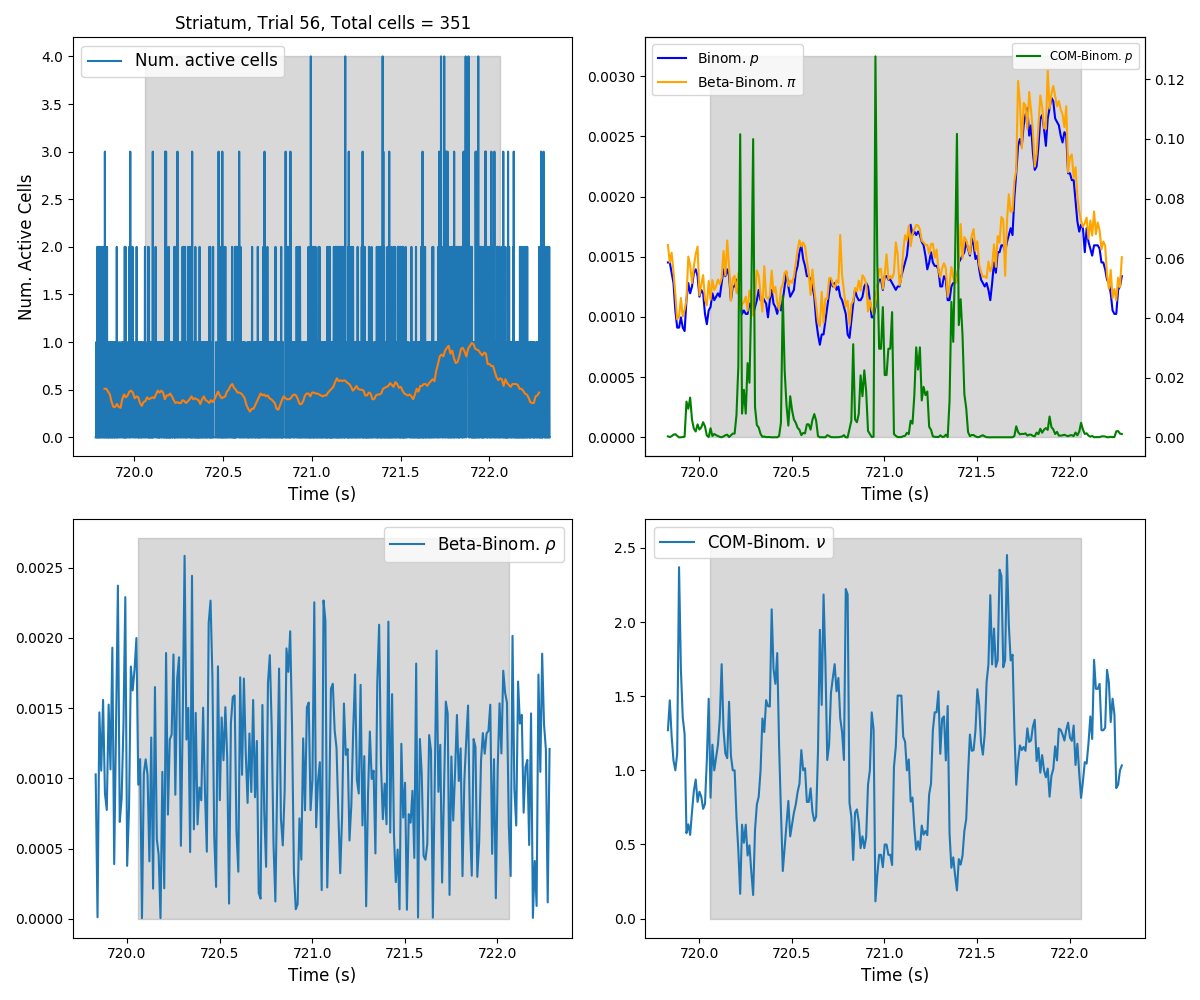 Striatum, Trial 56, Total cells = 351
Num. active cells
Num. Active Cells
4.0
3.5
3.0
2.5
2.0
1.5
1.0
0.5
0.0
720.0 720.5 721.0 721.5 722.0
Time (s)
Binom. p
Beta-Binom. π
COM-Binom. p
0.0030
0.0025
0.0020
0.0015
0.0010
0.0005
0.0000
0.12
0.10
0.08
0.06
0.04
0.02
0.00
720.0 720.5 721.0 721.5 722.0
Time (s)
Beta-Binom. ρ
0.0025
0.0020
0.0015
0.0010
0.0005
0.0000
720.0 720.5 721.0 721.5 722.0
Time (s)
COM-Binom. ν
2.5
2.0
1.5
1.0
0.5
0.0
720.0 720.5 721.0 721.5 722.0
Time (s)